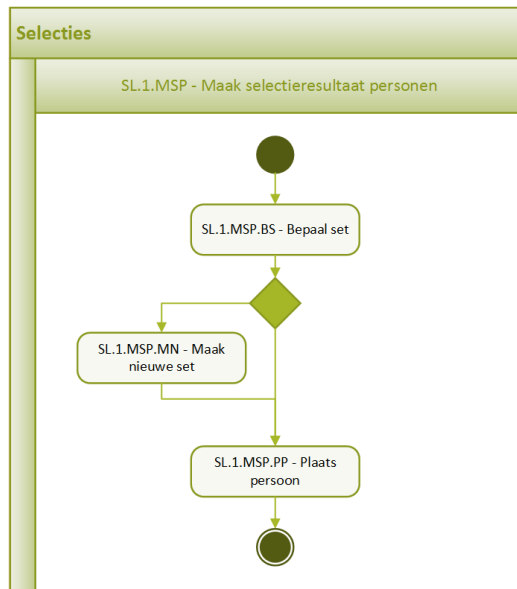 Selecties
SL.1.MSP - Maak selectieresultaat personen
SL.1.MSP.BS - Bepaal set
SL.1.MSP.MN - Maak
nieuwe set
SL.1.MSP.PP - Plaats
persoon